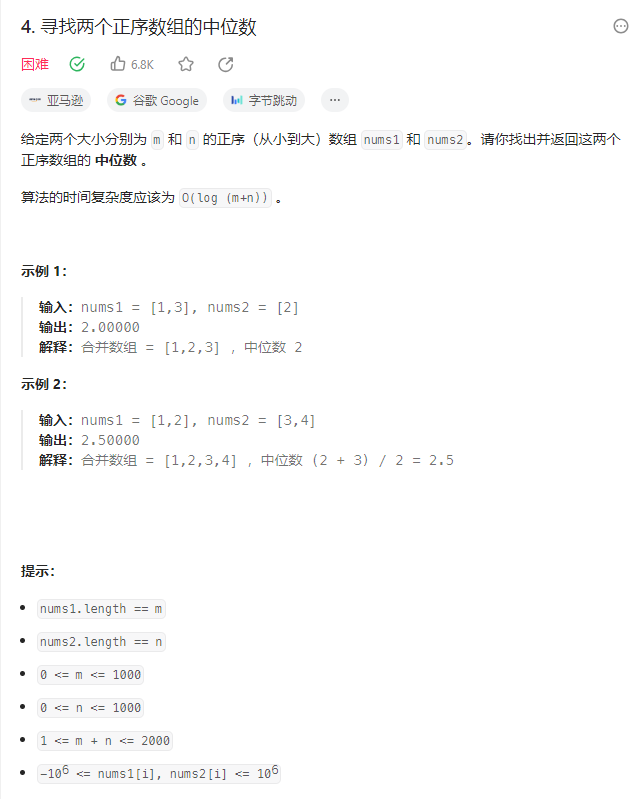 4. 寻找两个正序数组的中位数
困难 6.8K
亚马逊 谷歌 Google 字节跳动 ···
给定两个大小分别为 m 和 n 的正序（从小到大）数组 nums1 和 nums2。请你找出并返回这两个
正序数组的 中位数 。
算法的时间复杂度应该为 O(log (m+n)) 。
示例 1：
输入：nums1 = [1,3], nums2 = [2]
输出：2.00000
解释：合并数组 = [1,2,3] ，中位数 2
示例 2：
输入：nums1 = [1,2], nums2 = [3,4]
输出：2.50000
解释：合并数组 = [1,2,3,4] ，中位数 (2 + 3) / 2 = 2.5
提示：
• nums1.length == m
• nums2.length == n
• 0 <= m <= 1000
• 0 <= n <= 1000
• 1 <= m + n <= 2000
• -10⁶ <= nums1[i], nums2[i] <= 10⁶